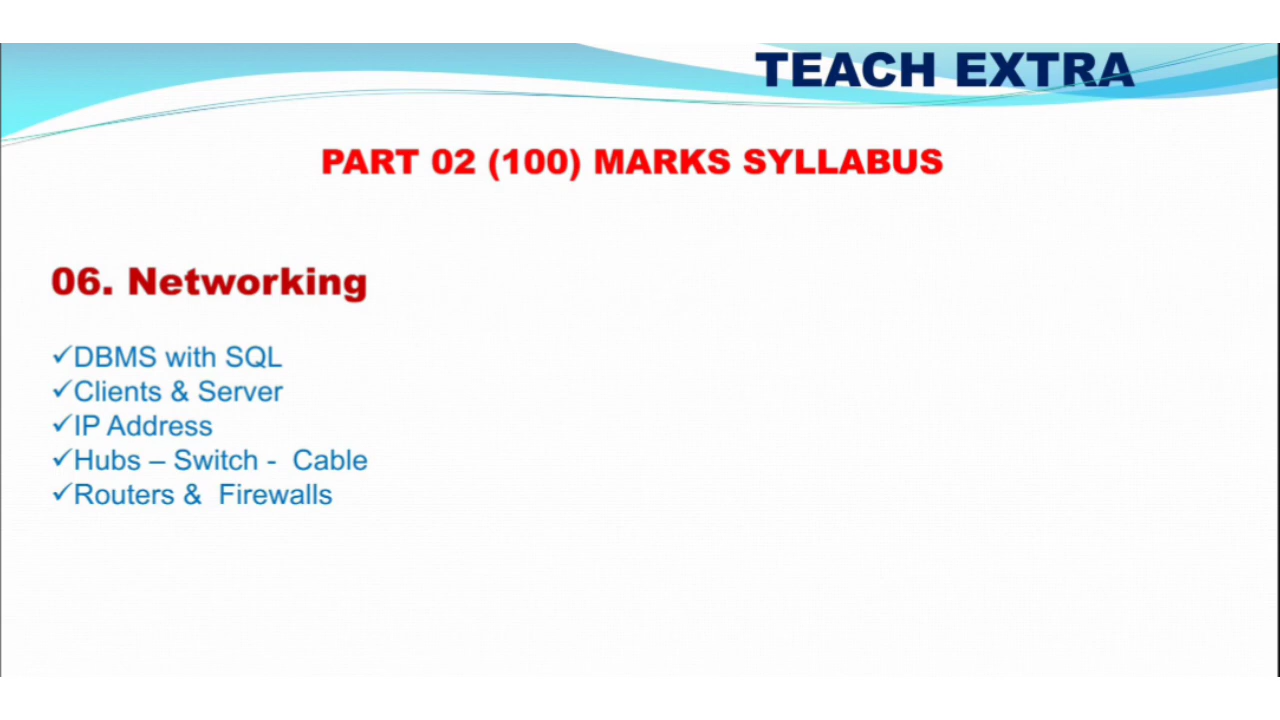 TEACH EXTRA
PART 02 (100) MARKS SYLLABUS
06. Networking
✓DBMS with SQL
✓Clients & Server
✓IP Address
✓Hubs – Switch -  Cable
✓Routers &  Firewalls